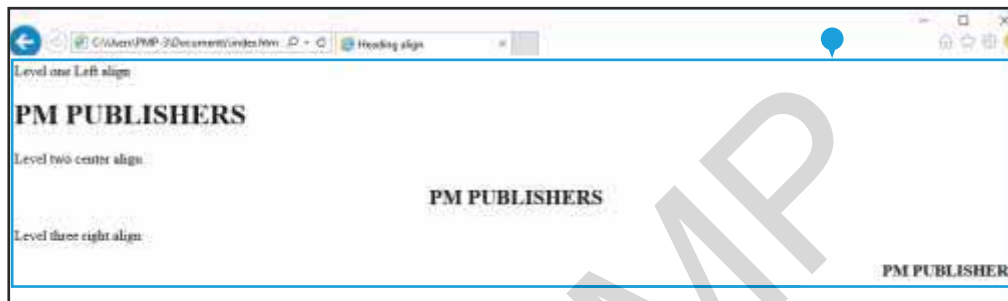 C:\Users\PMP-3\Documents\index.htm
Heading align
Level one Left align
PM PUBLISHERS
Level two center align
PM PUBLISHERS
Level three right align
PM PUBLISHER
MP